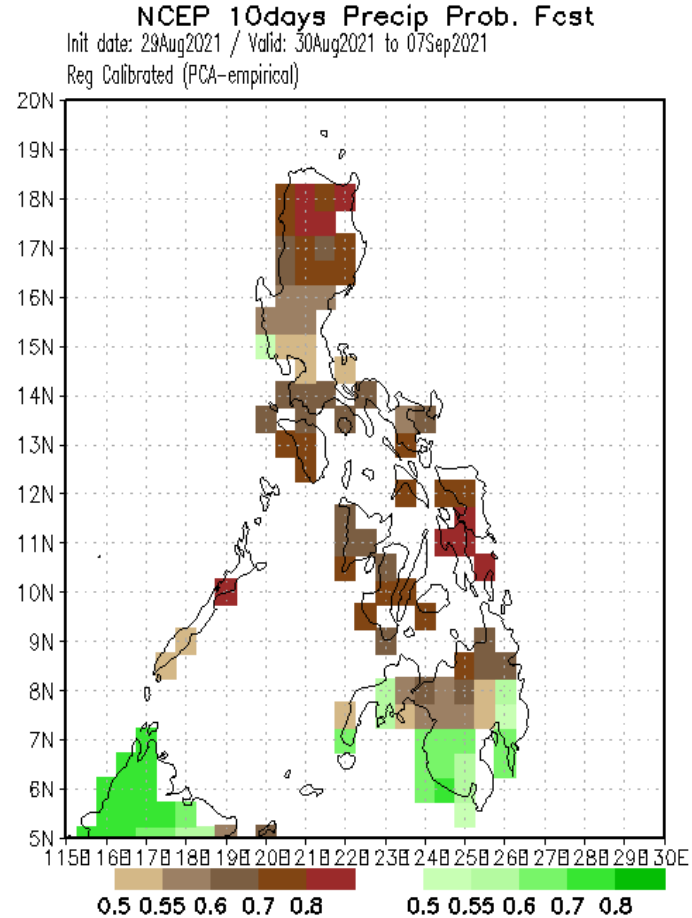 NCEP 10days Precip Prob. Fcst
Init date: 29Aug2021 / Valid: 30Aug2021 to 07Sep2021
Reg Calibrated (PCA-empirical)
20N
19N
18N
17N
16N
15N
14N
13N
12N
11N
10N
9N
8N
7N
6N
5N
115E 116E 117E 118E 119E 120E 121E 122E 123E 124E 125E 126E 127E 128E 129E 130E
0.5 0.55 0.6 0.7 0.8 0.5 0.55 0.6 0.7 0.8